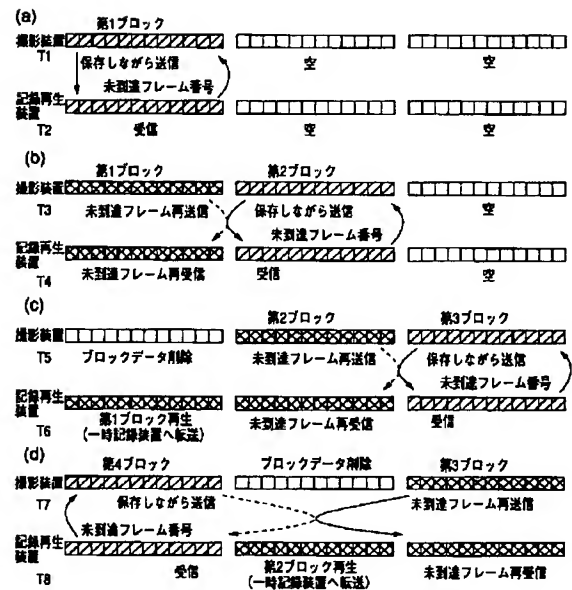 (a)
第1ブロック
撮影装置
T1
保存しながら送信
空
空
未到達フレーム番号
記録再生装置
T2
受信
空
空
(b)
第1ブロック
第2ブロック
撮影装置
T3
未到達フレーム再送信
保存しながら送信
空
未到達フレーム番号
記録再生装置
T4
未到達フレーム再受信
受信
空
(c)
第2ブロック
第3ブロック
撮影装置
T5
ブロックデータ削除
未到達フレーム再送信
保存しながら送信
未到達フレーム番号
記録再生装置
T6
第1ブロック再生
(一時記録装置へ転送)
未到達フレーム再受信
受信
(d)
第4ブロック
ブロックデータ削除
第3ブロック
撮影装置
T7
保存しながら送信
未到達フレーム再送信
未到達フレーム番号
記録再生装置
T8
受信
第2ブロック再生
(一時記録装置へ転送)
未到達フレーム再受信